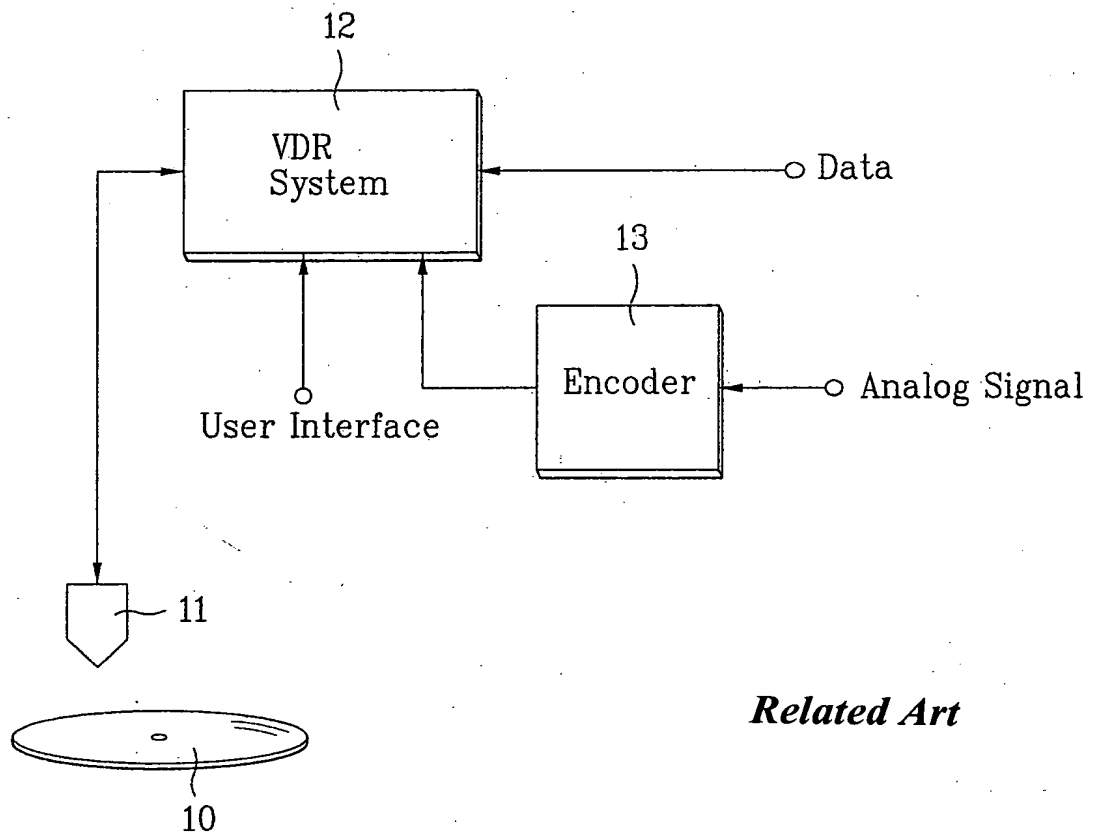 12
VDR
System
Data
13
Encoder
Analog Signal
User Interface
11
Related Art
10